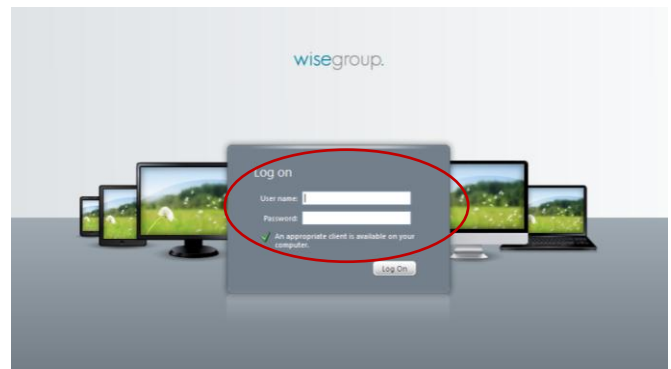 wisegroup.
Log on
User name:
Password:
An appropriate client is available on your
computer.
Log On